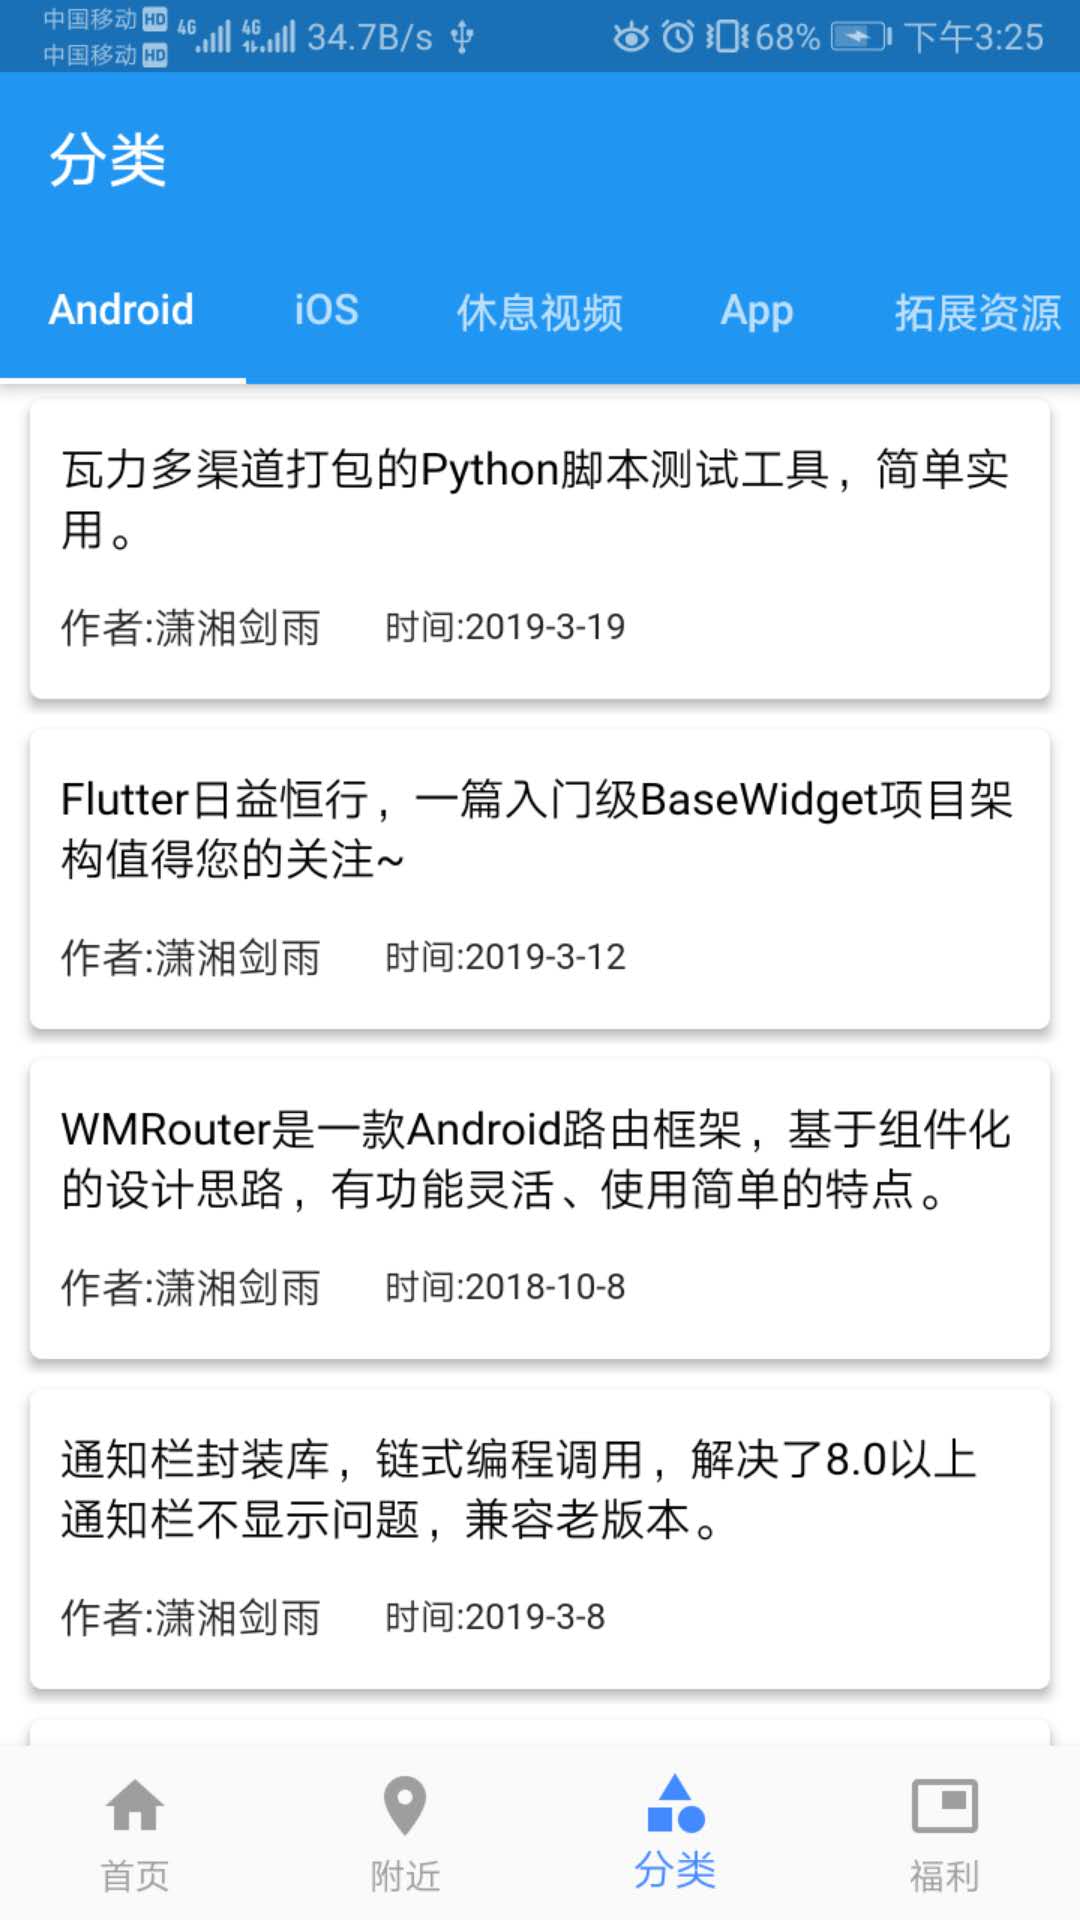 中国移动 HD 4G 4G 34.7B/s 68% 下午3:25
中国移动 HD
分类
Android iOS 休息视频 App 拓展资源
瓦力多渠道打包的Python脚本测试工具，简单实
用。
作者:潇湘剑雨 时间:2019-3-19
Flutter日益恒行，一篇入门级BaseWidget项目架
构值得您的关注~
作者:潇湘剑雨 时间:2019-3-12
WMRouter是一款Android路由框架，基于组件化
的设计思路，有功能灵活、使用简单的特点。
作者:潇湘剑雨 时间:2018-10-8
通知栏封装库，链式编程调用，解决了8.0以上
通知栏不显示问题，兼容老版本。
作者:潇湘剑雨 时间:2019-3-8
首页 附近 分类 福利